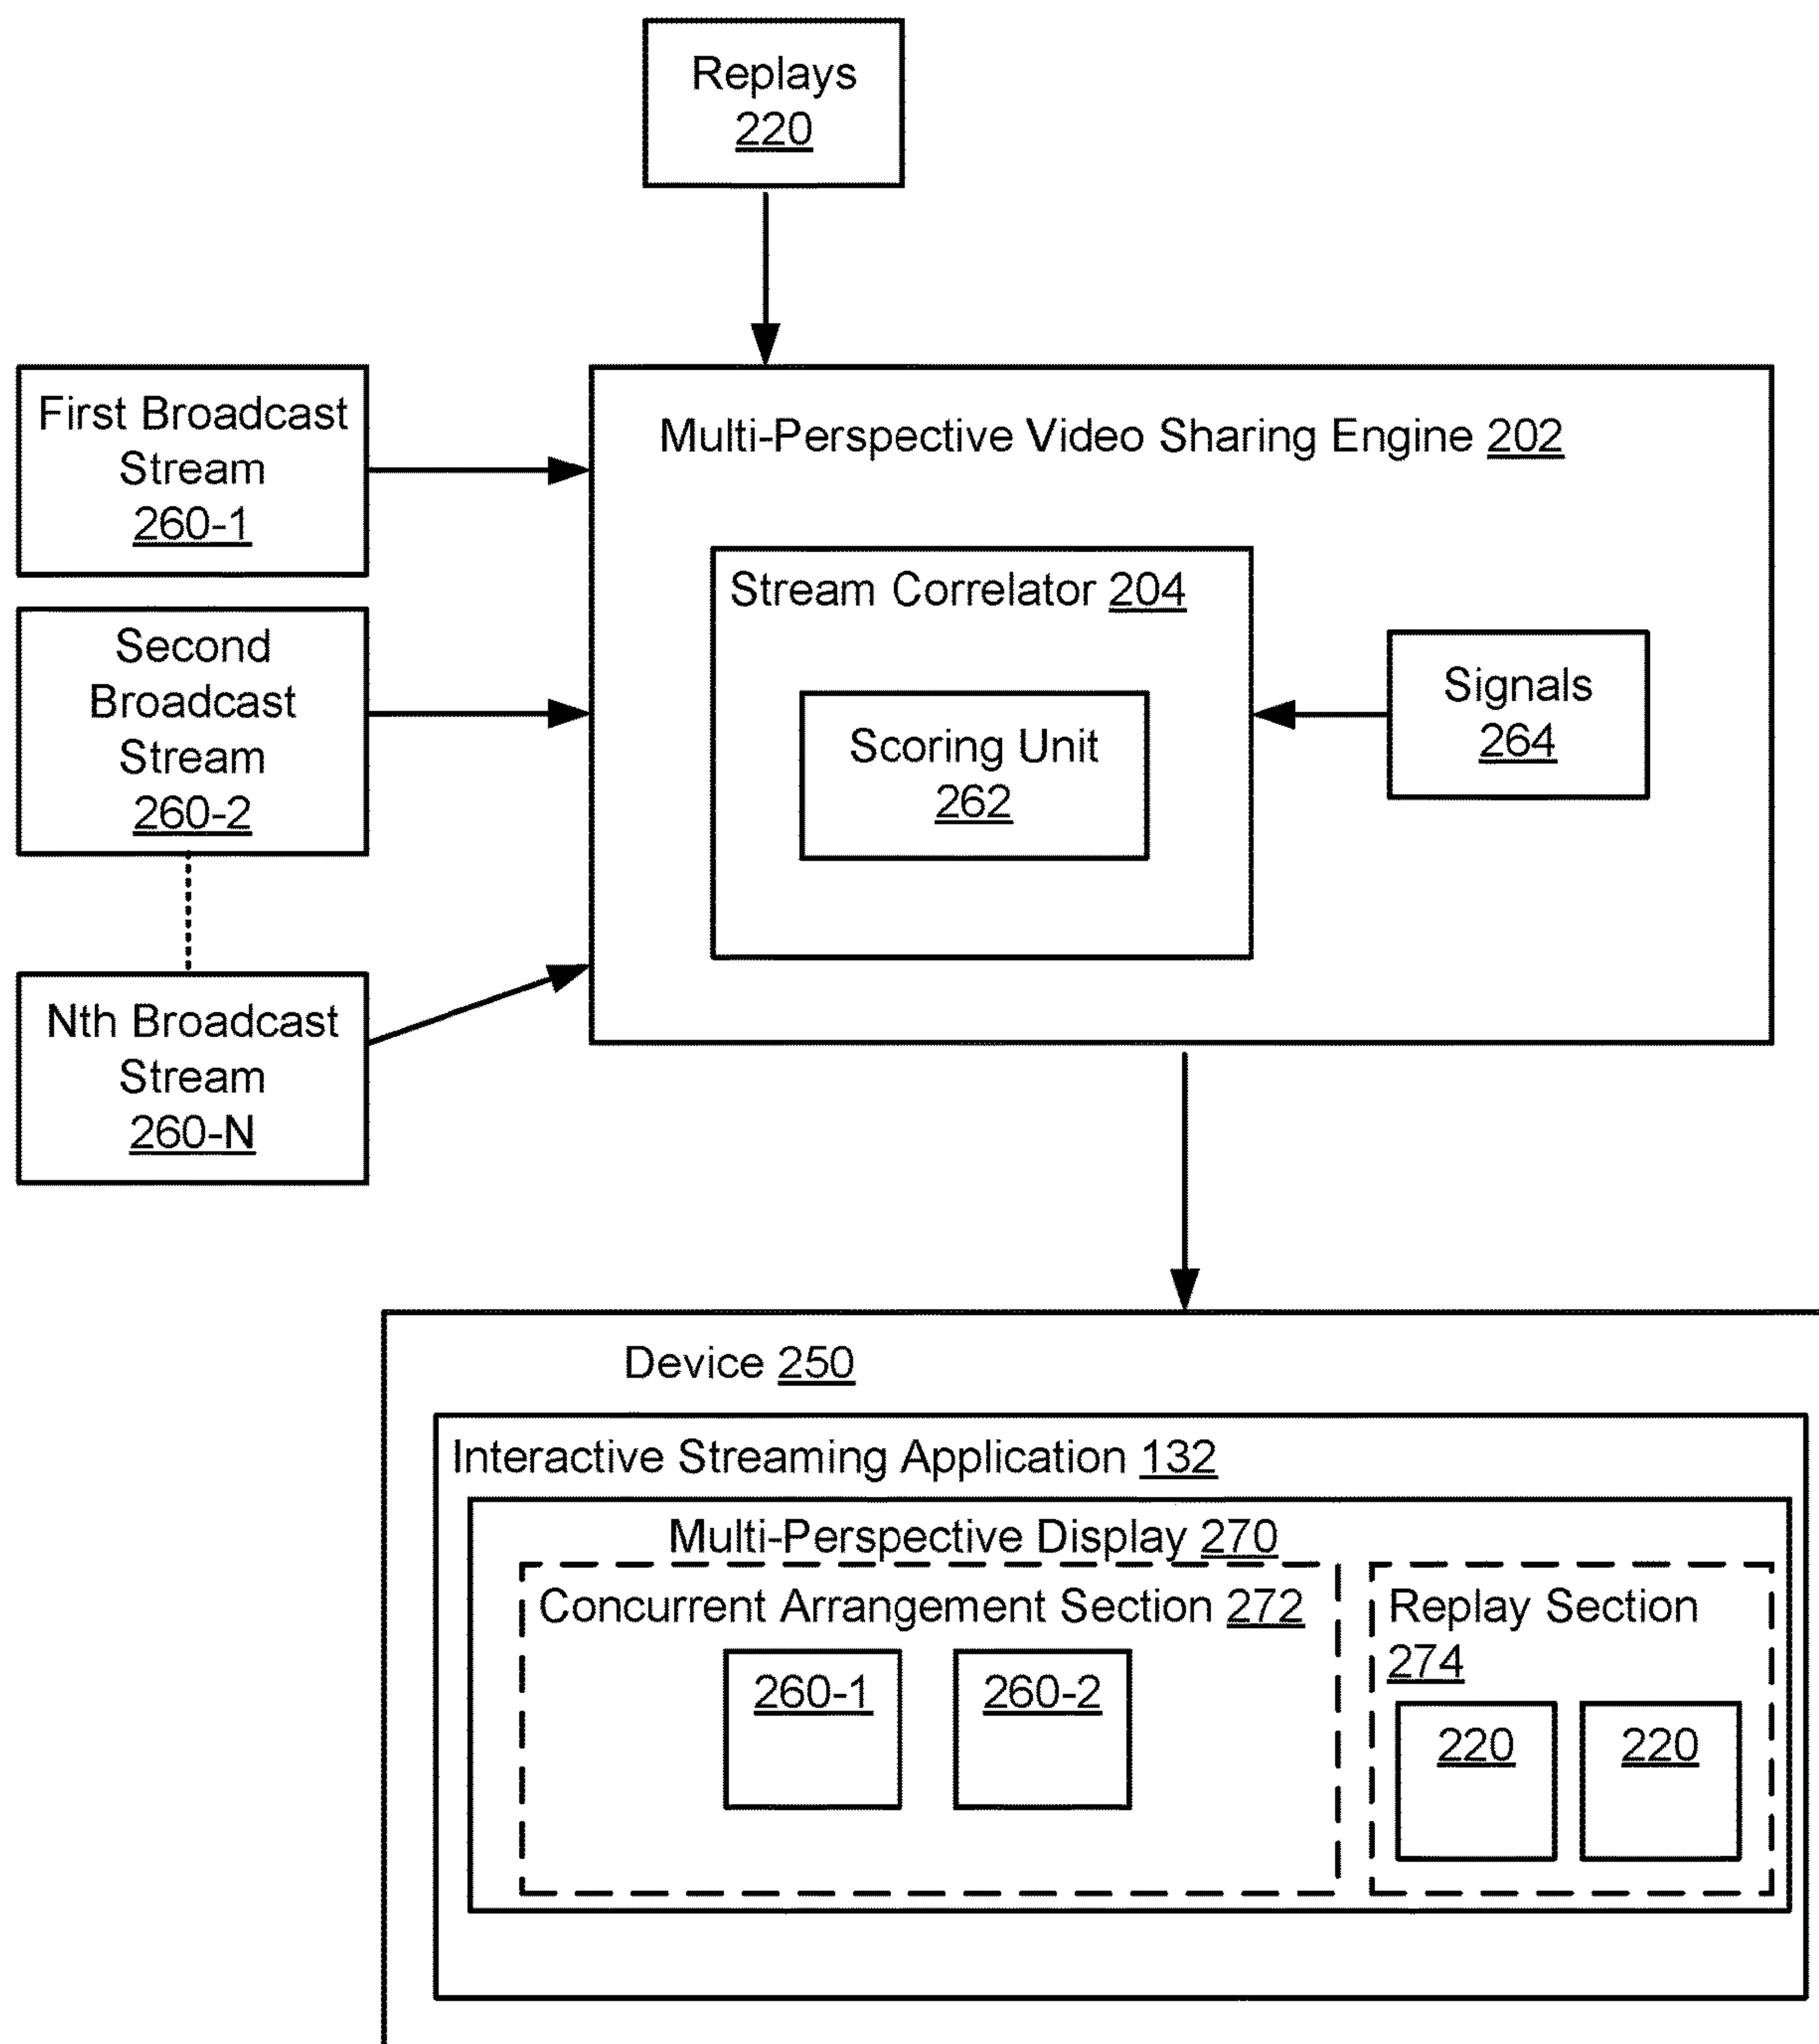 Replays
220
First Broadcast
Stream
260-1
Second
Broadcast
Stream
260-2
Nth Broadcast
Stream
260-N
Multi-Perspective Video Sharing Engine 202
Stream Correlator 204
Scoring Unit
262
Signals
264
Device 250
Interactive Streaming Application 132
Multi-Perspective Display 270
Concurrent Arrangement Section 272
260-1
260-2
Replay Section
274
220
220